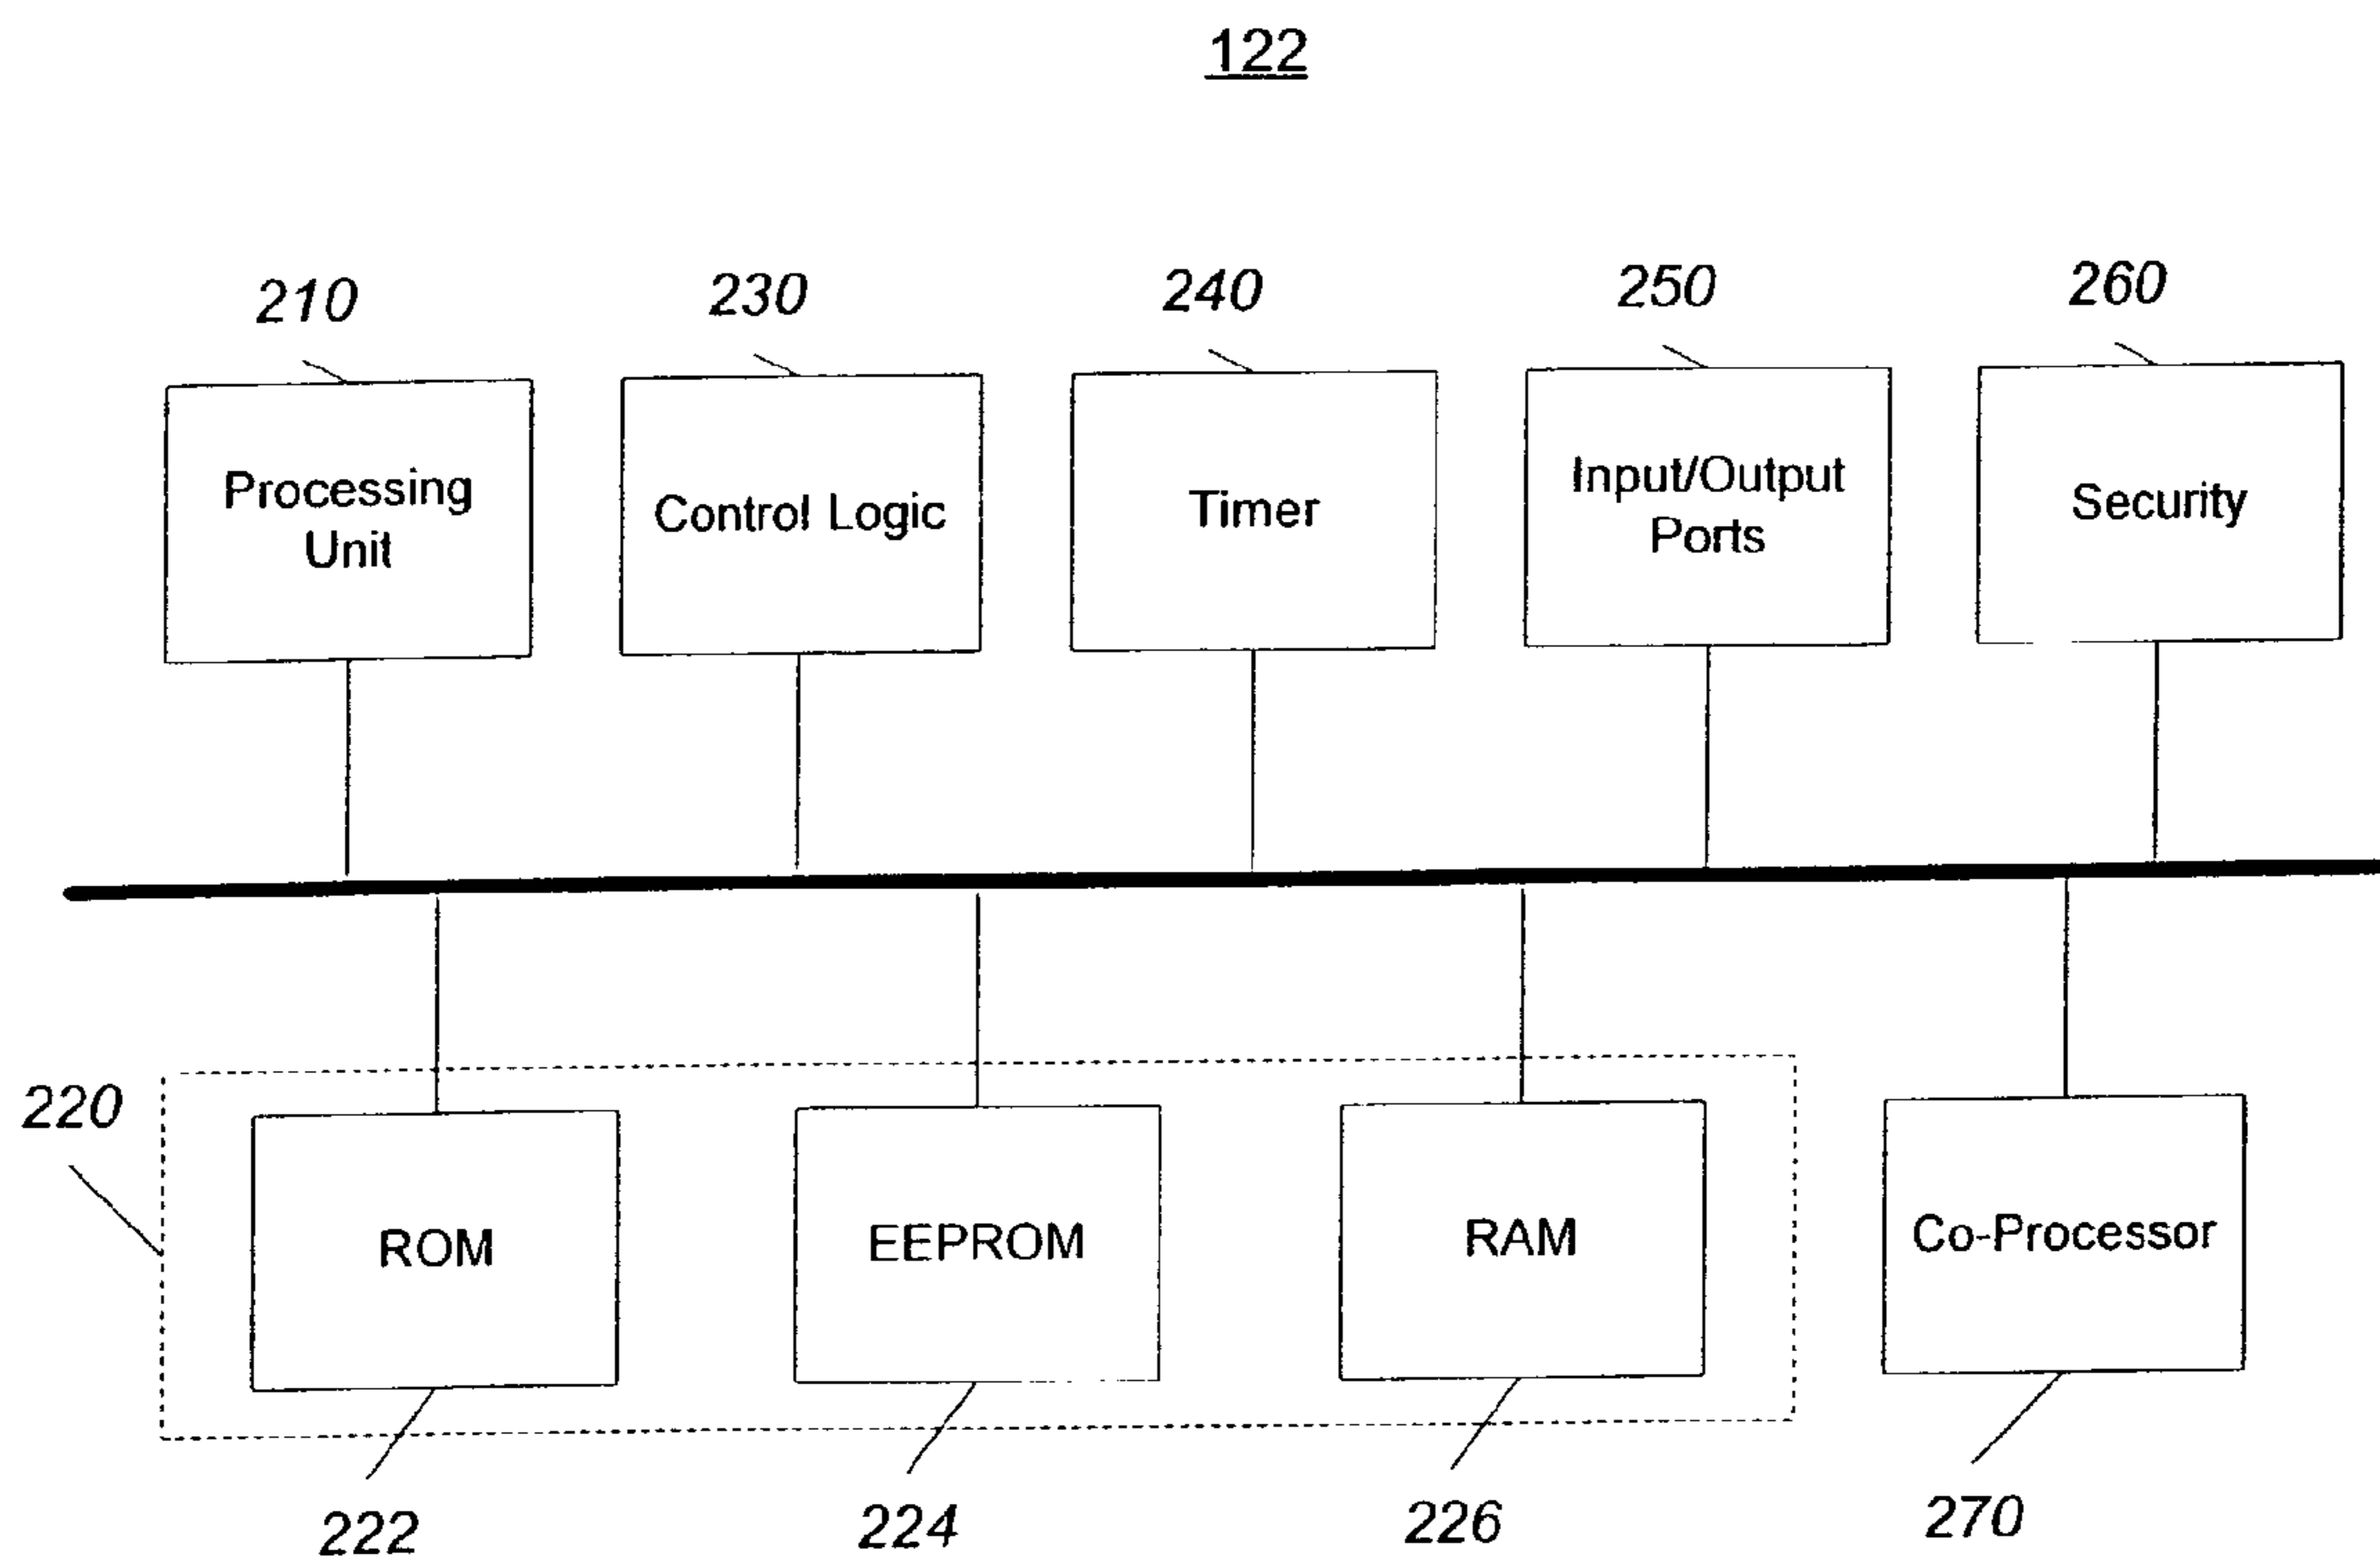 122
210
230
240
250
260
Processing
Unit
Control Logic
Timer
Input/Output
Ports
Security
220
ROM
EEPROM
RAM
Co-Processor
222
224
226
270